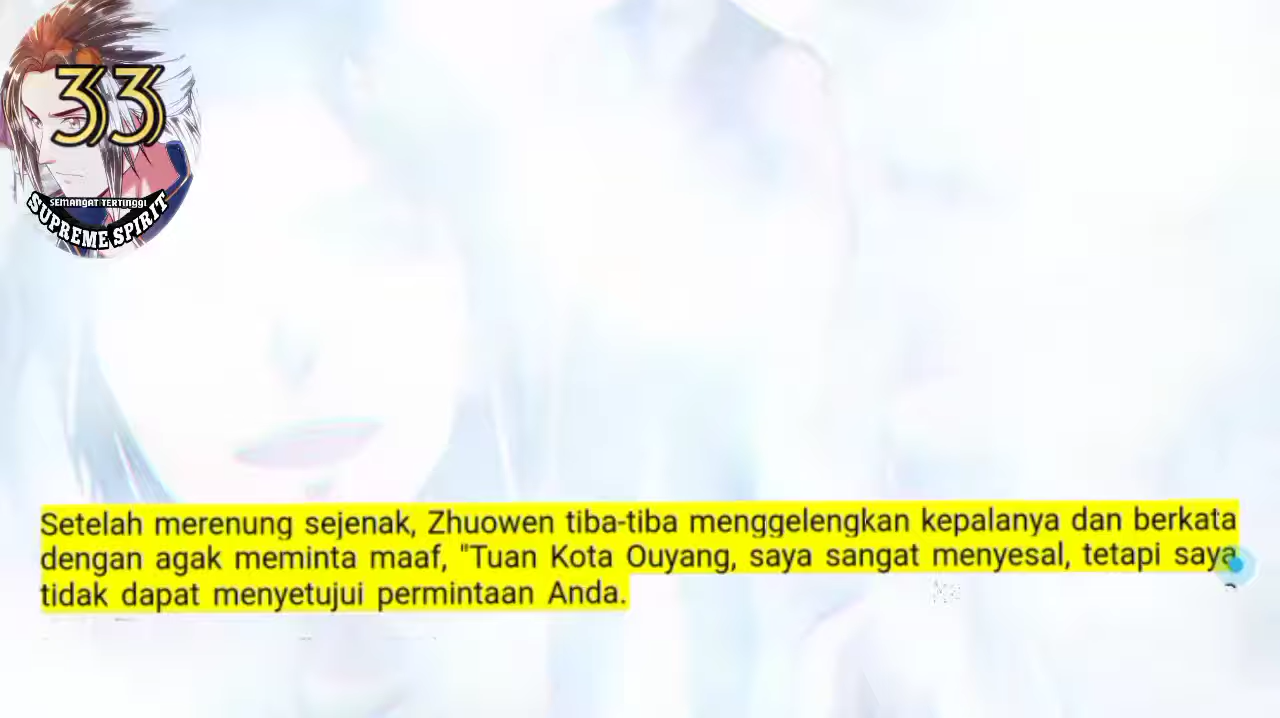 33
SEMANGAT TERTINGGI
SUPREME SPIRIT
Setelah merenung sejenak, Zhuowen tiba-tiba menggelengkan kepalanya dan berkata
dengan agak meminta maaf, "Tuan Kota Ouyang, saya sangat menyesal, tetapi saya
tidak dapat menyetujui permintaan Anda.